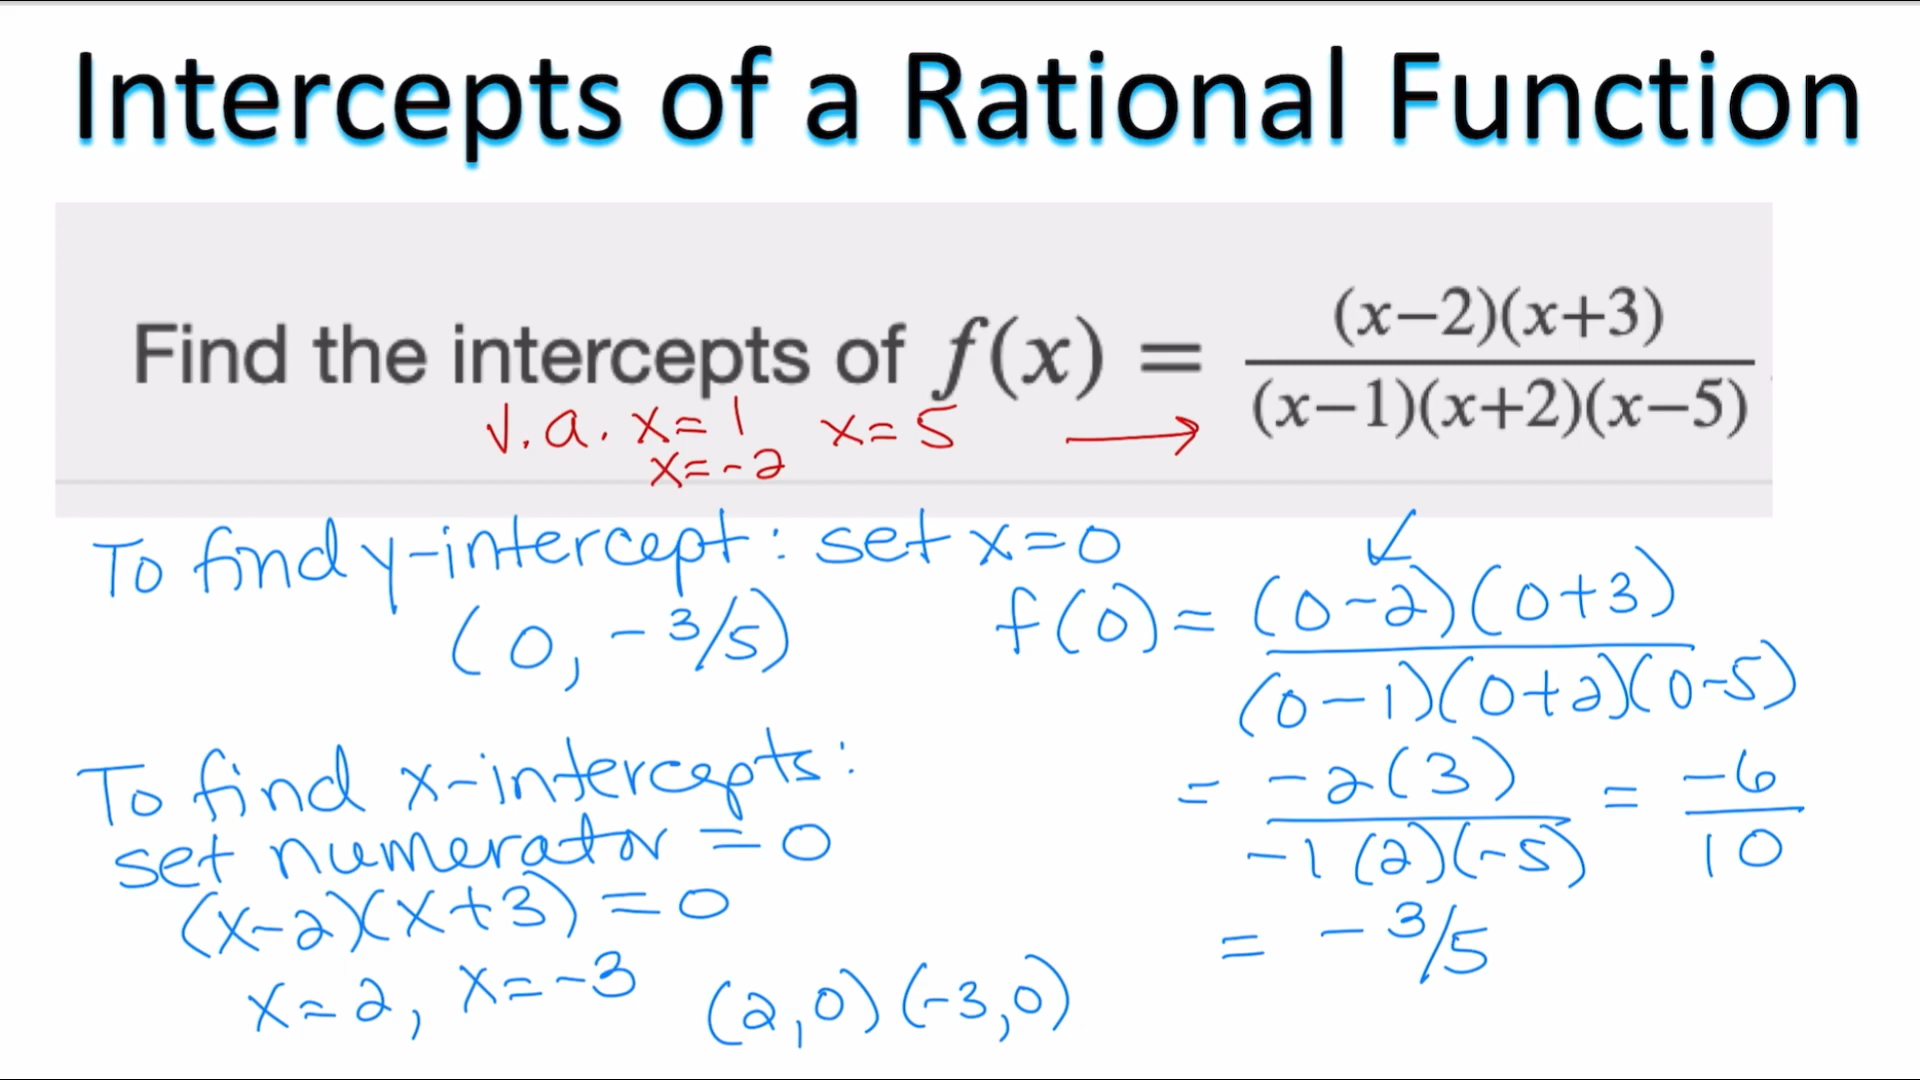 Intercepts of a Rational Function
Find the intercepts of f(x) = (x−2)(x+3) / (x−1)(x+2)(x−5)
v.a. x=1 x=5 →
x=-2
To find y-intercept: set x=0
(0, -3/5)
f(0) = (0-2)(0+3) / (0-1)(0+2)(0-5)
= -2(3) / -1(2)(-5) = -6/10
= -3/5
To find x-intercepts:
set numerator = 0
(x-2)(x+3) = 0
x=2, x=-3 (2,0) (-3,0)